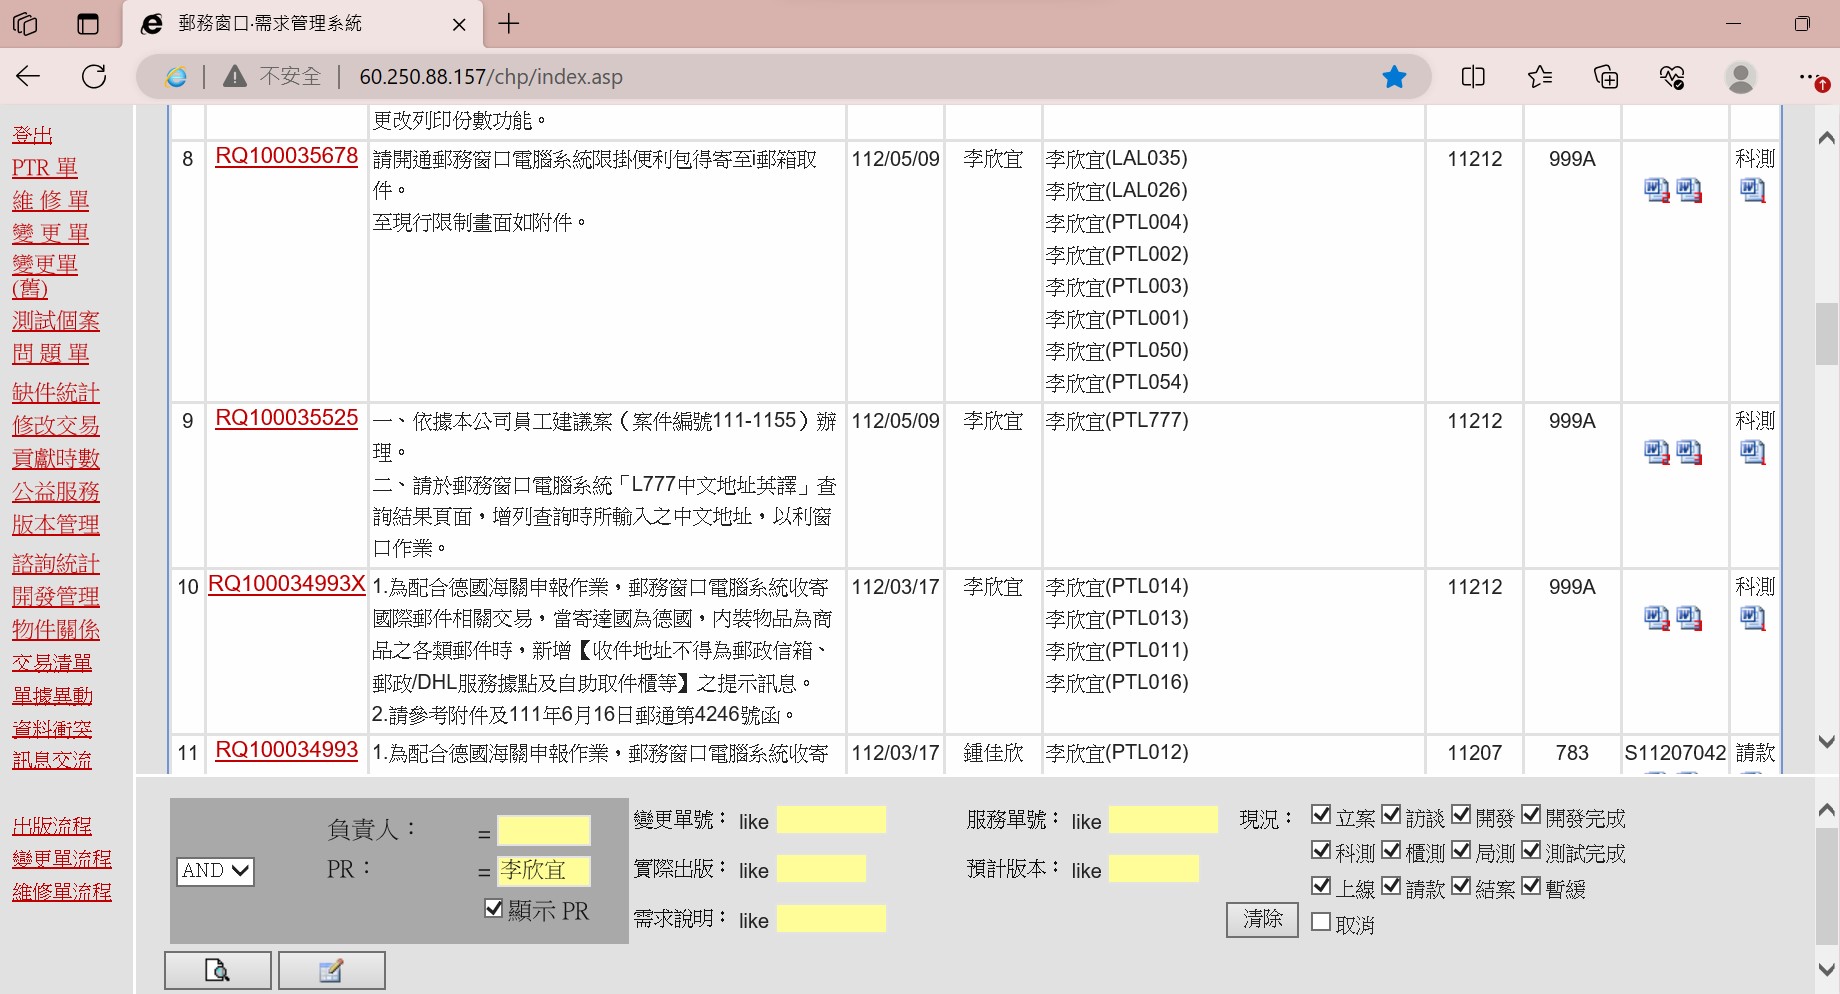 郵務窗口-需求管理系統
不安全
60.250.88.157/chp/index.asp
登出
PTR 單
維 修 單
變 更 單
變更單
(舊)
測試個案
問 題 單
缺件統計
修改交易
貢獻時數
公益服務
版本管理
諮詢統計
開發管理
物件關係
交易清單
單據異動
資料衝突
訊息交流
出版流程
變更單流程
維修單流程
更改列印份數功能。
8 RQ100035678 請開通郵務窗口電腦系統限掛便利包得寄至i郵箱取 112/05/09 李欣宜 李欣宜(LAL035) 11212 999A 科測
件。 李欣宜(LAL026)
至現行限制畫面如附件。 李欣宜(PTL004)
李欣宜(PTL002)
李欣宜(PTL003)
李欣宜(PTL001)
李欣宜(PTL050)
李欣宜(PTL054)
9 RQ100035525 一、依據本公司員工建議案（案件編號111-1155）辦 112/05/09 李欣宜 李欣宜(PTL777) 11212 999A 科測
理。
二、請於郵務窗口電腦系統「L777中文地址英譯」查
詢結果頁面，增列查詢時所輸入之中文地址，以利窗
口作業。
10 RQ100034993X 1.為配合德國海關申報作業，郵務窗口電腦系統收寄 112/03/17 李欣宜 李欣宜(PTL014) 11212 999A 科測
國際郵件相關交易，當寄達國為德國，內裝物品為商 李欣宜(PTL013)
品之各類郵件時，新增【收件地址不得為郵政信箱、 李欣宜(PTL011)
郵政/DHL服務據點及自助取件櫃等】之提示訊息。 李欣宜(PTL016)
2.請參考附件及111年6月16日郵通第4246號函。
11 RQ100034993 1.為配合德國海關申報作業，郵務窗口電腦系統收寄 112/03/17 鍾佳欣 李欣宜(PTL012) 11207 783 S11207042 請款
AND
負責人： =
PR： = 李欣宜
顯示 PR
變更單號： like
實際出版： like
需求說明： like
服務單號： like
預計版本： like
現況： 立案 訪談 開發 開發完成
科測 櫃測 局測 測試完成
上線 請款 結案 暫緩
清除 取消